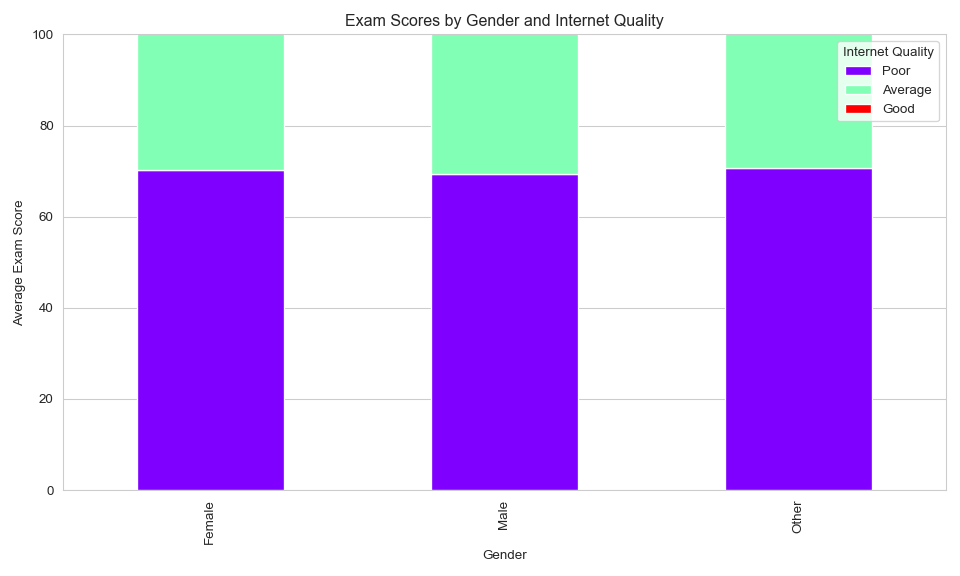 Exam Scores by Gender and Internet Quality
100
80
60
40
20
0
Average Exam Score
Internet Quality
Poor
Average
Good
Female
Male
Other
Gender